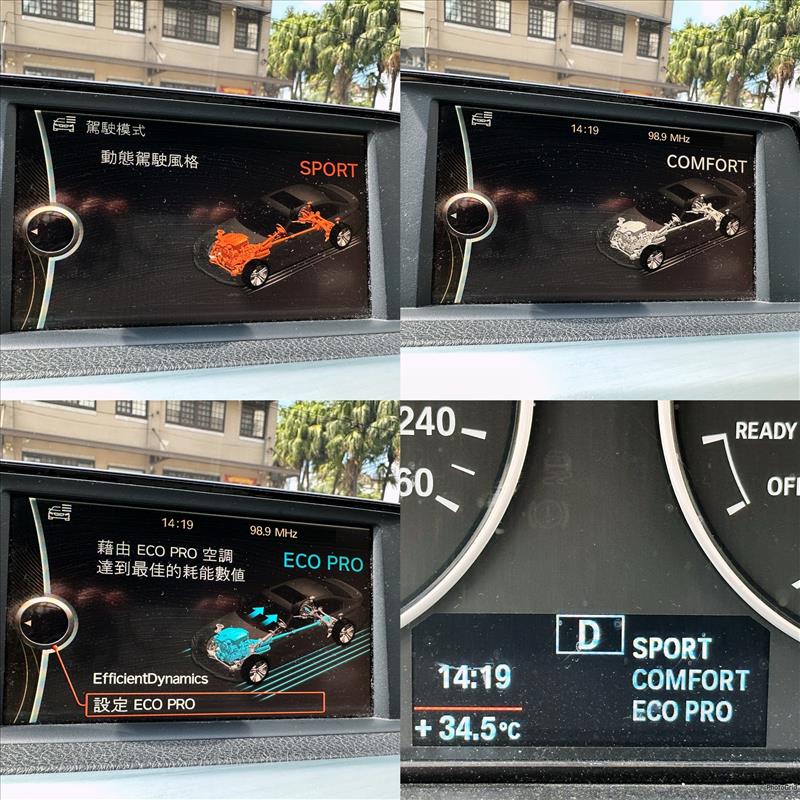 駕駛模式
動態駕駛風格
SPORT
14:19
98.9 MHz
COMFORT
14:19
98.9 MHz
藉由 ECO PRO 空調
達到最佳的耗能數值
ECO PRO
EfficientDynamics
設定 ECO PRO
240
60
READY
OFF
D
SPORT
14:19
COMFORT
ECO PRO
+ 34.5°C